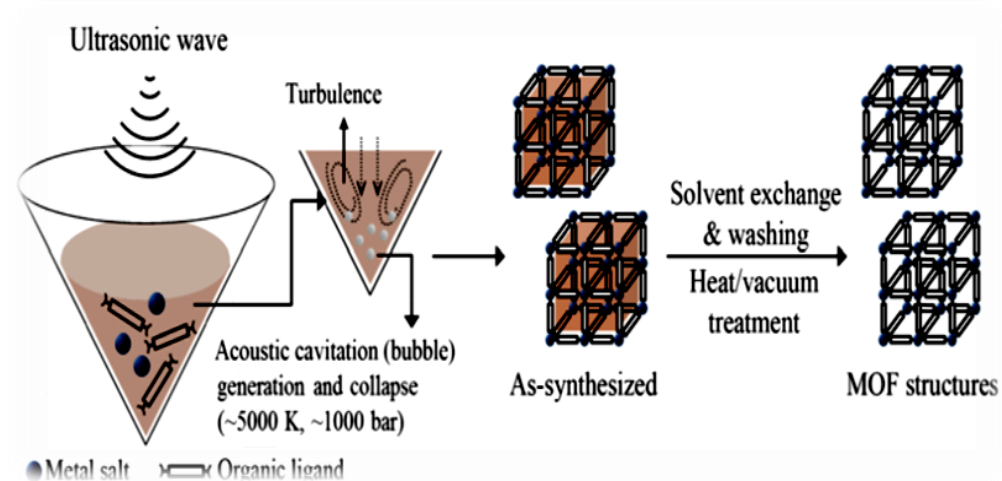 Ultrasonic wave
Turbulence
Acoustic cavitation (bubble)
generation and collapse
(~5000 K, ~1000 bar)
As-synthesized
Solvent exchange
& washing
Heat/vacuum
treatment
MOF structures
Metal salt
Organic ligand